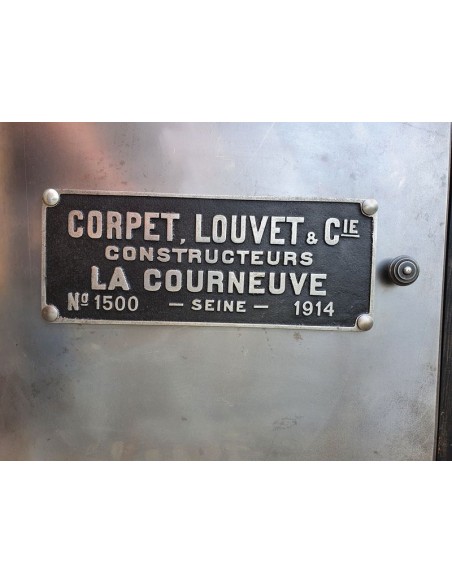 CORPET, LOUVET & CIE
CONSTRUCTEURS
LA COURNEUVE
No 1500 — SEINE — 1914